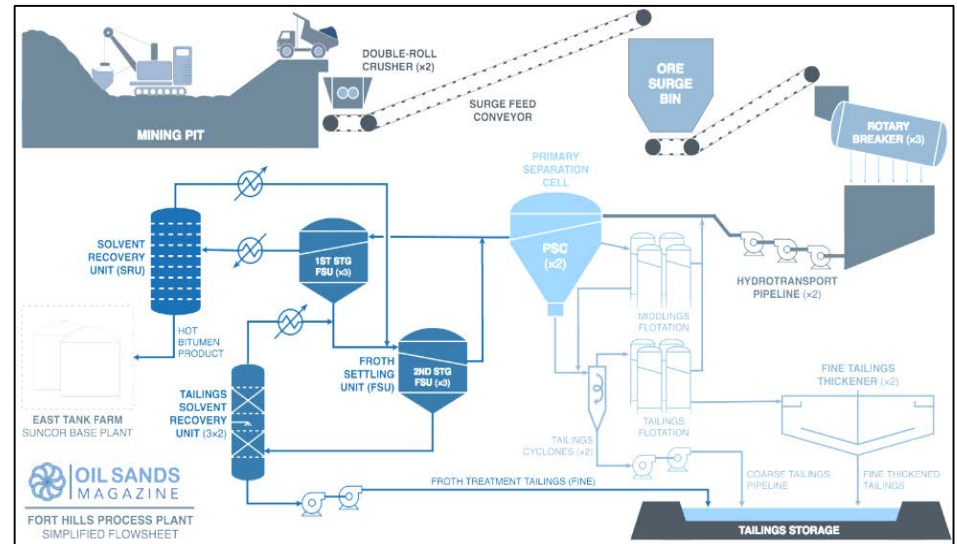 DOUBLE-ROLL
CRUSHER (×2)
SURGE FEED
CONVEYOR
MINING PIT
ORE
SURGE
BIN
ROTARY
BREAKER (×3)
PRIMARY
SEPARATION
CELL
PSC
(×2)
HYDROTRANSPORT
PIPELINE (×2)
MIDDLINGS
FLOTATION
SOLVENT
RECOVERY
UNIT (SRU)
1ST STG
FSU (×3)
HOT
BITUMEN
PRODUCT
FROTH
SETTLING
UNIT (FSU)
2ND STG
FSU (×3)
TAILINGS
SOLVENT
RECOVERY
UNIT (3×2)
EAST TANK FARM
SUNCOR BASE PLANT
TAILINGS
CYCLONES (×2)
TAILINGS
FLOTATION
FINE TAILINGS
THICKENER (×2)
COARSE TAILINGS
PIPELINE
FINE THICKENED
TAILINGS
FROTH TREATMENT TAILINGS (FINE)
TAILINGS STORAGE
OIL SANDS
MAGAZINE
FORT HILLS PROCESS PLANT
SIMPLIFIED FLOWSHEET